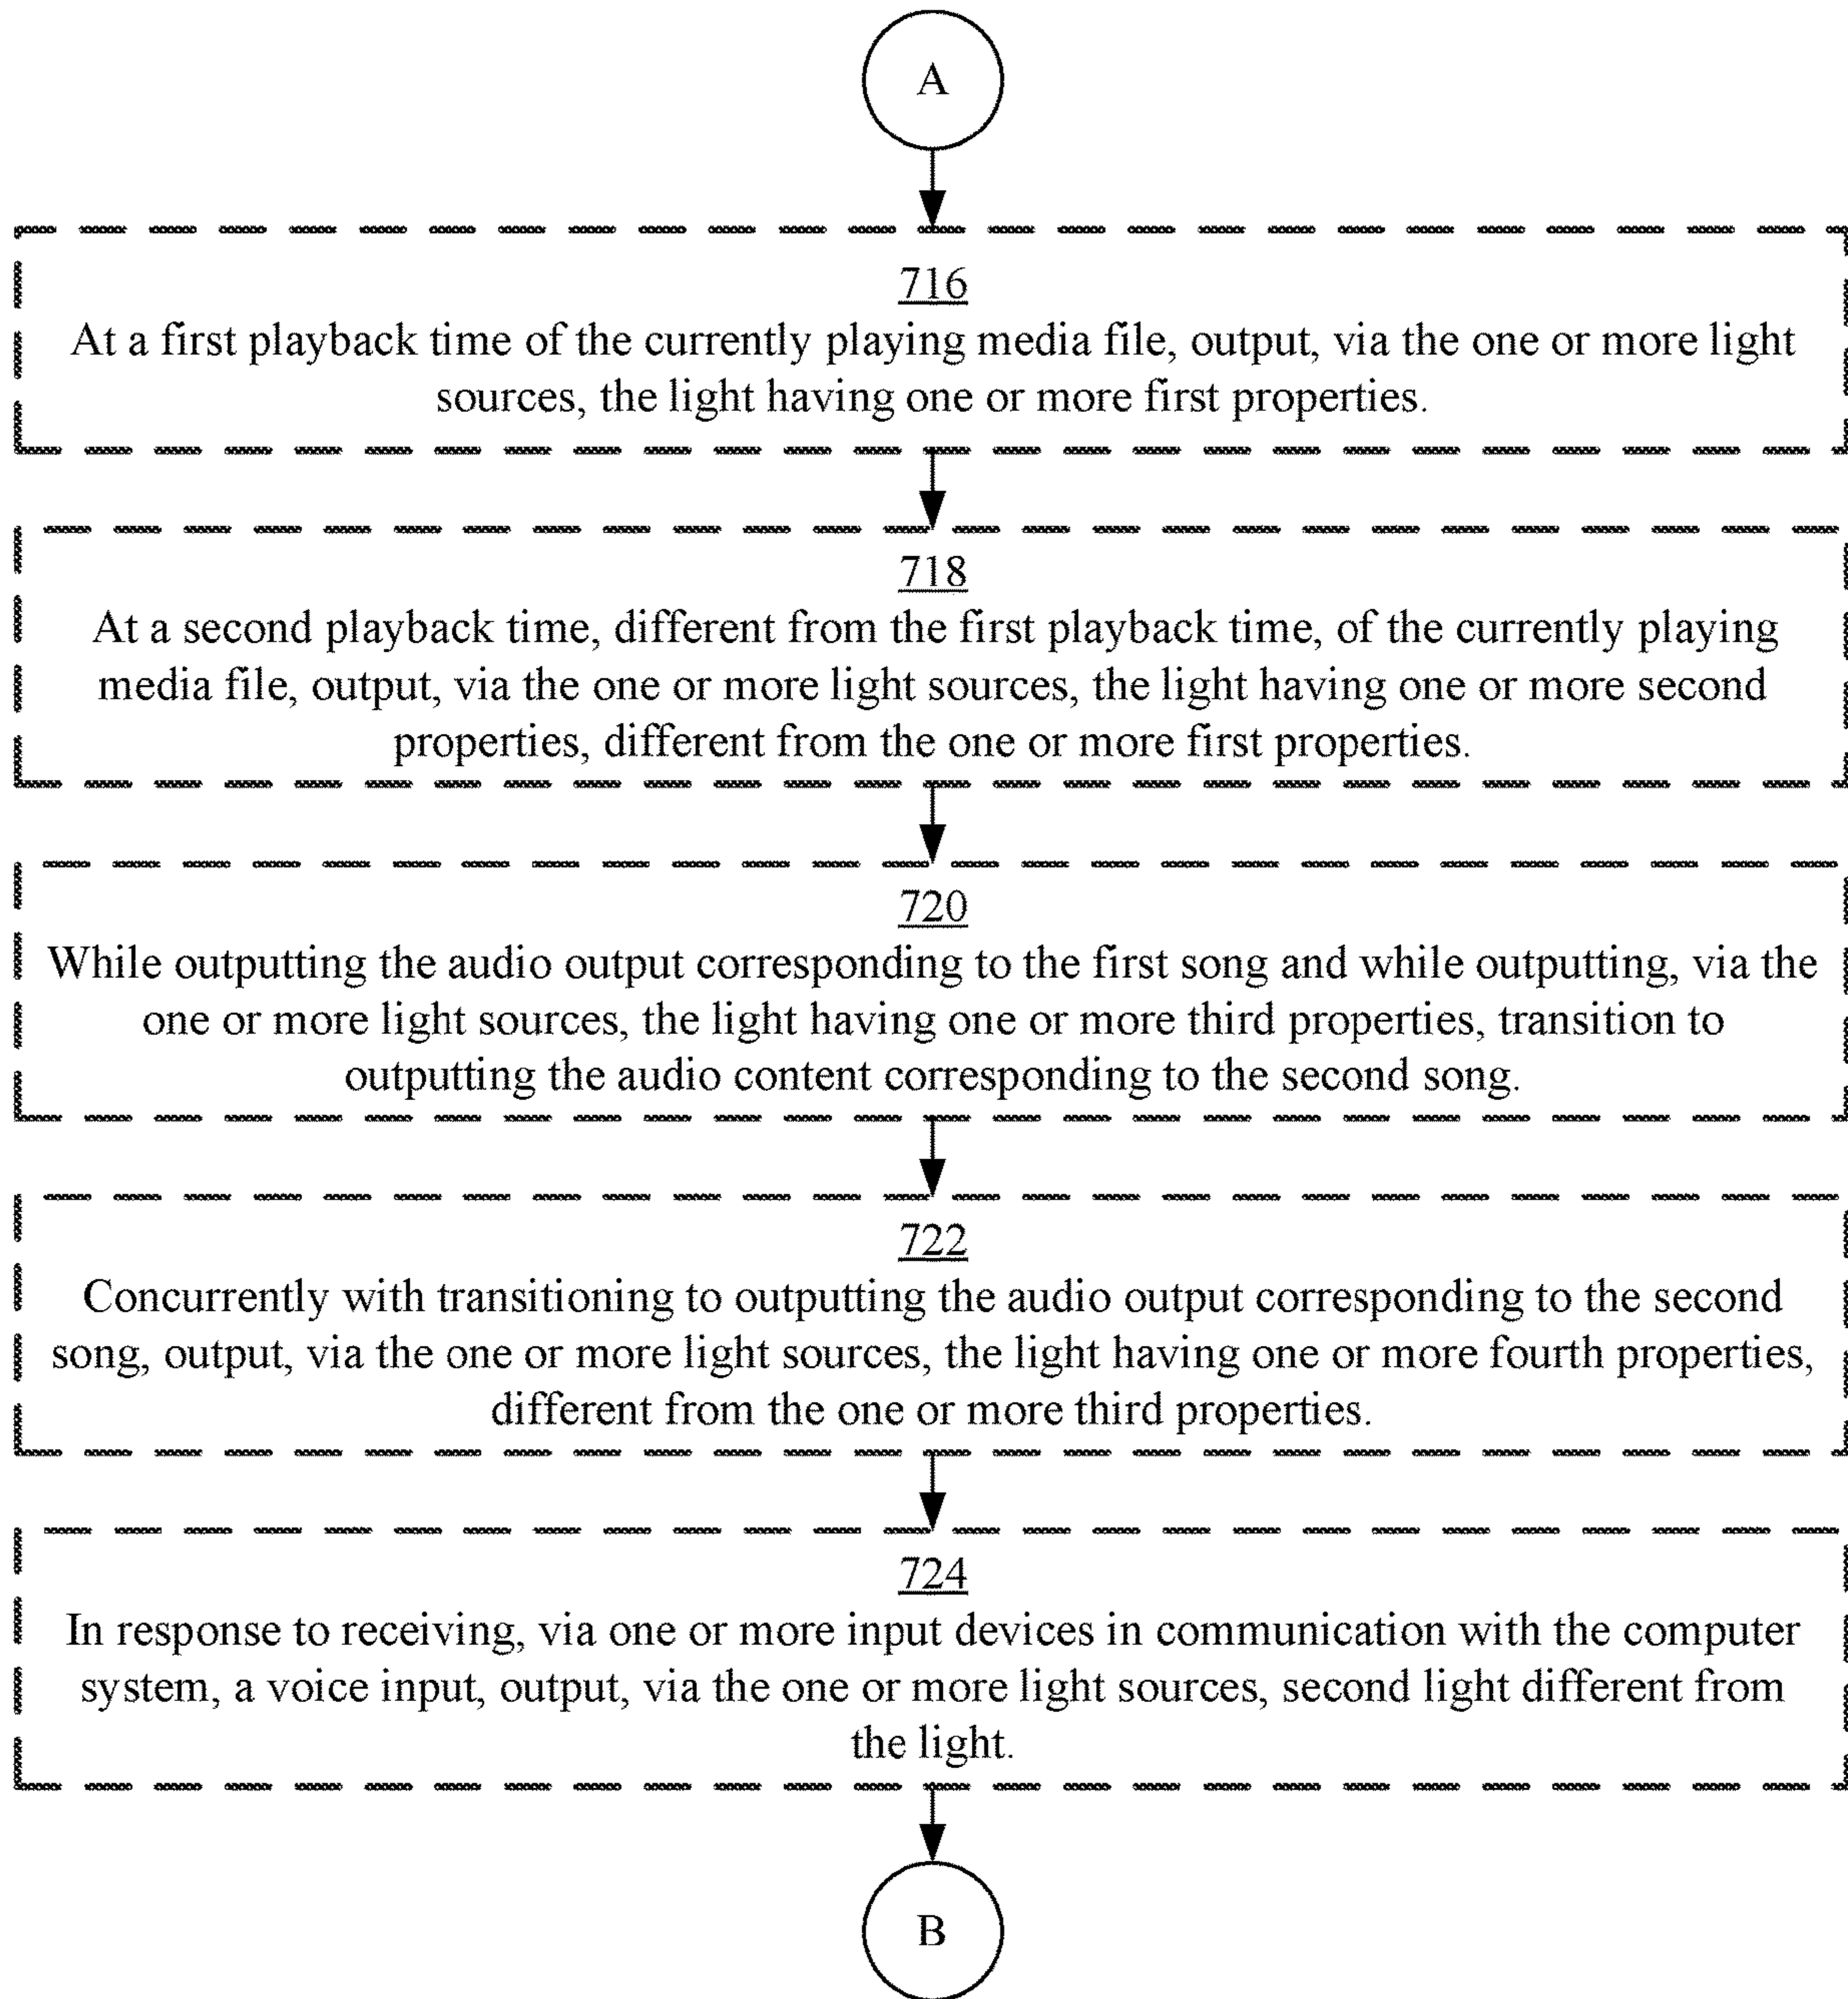 A
716
At a first playback time of the currently playing media file, output, via the one or more light
sources, the light having one or more first properties.
718
At a second playback time, different from the first playback time, of the currently playing
media file, output, via the one or more light sources, the light having one or more second
properties, different from the one or more first properties.
720
While outputting the audio output corresponding to the first song and while outputting, via the
one or more light sources, the light having one or more third properties, transition to
outputting the audio content corresponding to the second song.
722
Concurrently with transitioning to outputting the audio output corresponding to the second
song, output, via the one or more light sources, the light having one or more fourth properties,
different from the one or more third properties.
724
In response to receiving, via one or more input devices in communication with the computer
system, a voice input, output, via the one or more light sources, second light different from
the light.
B